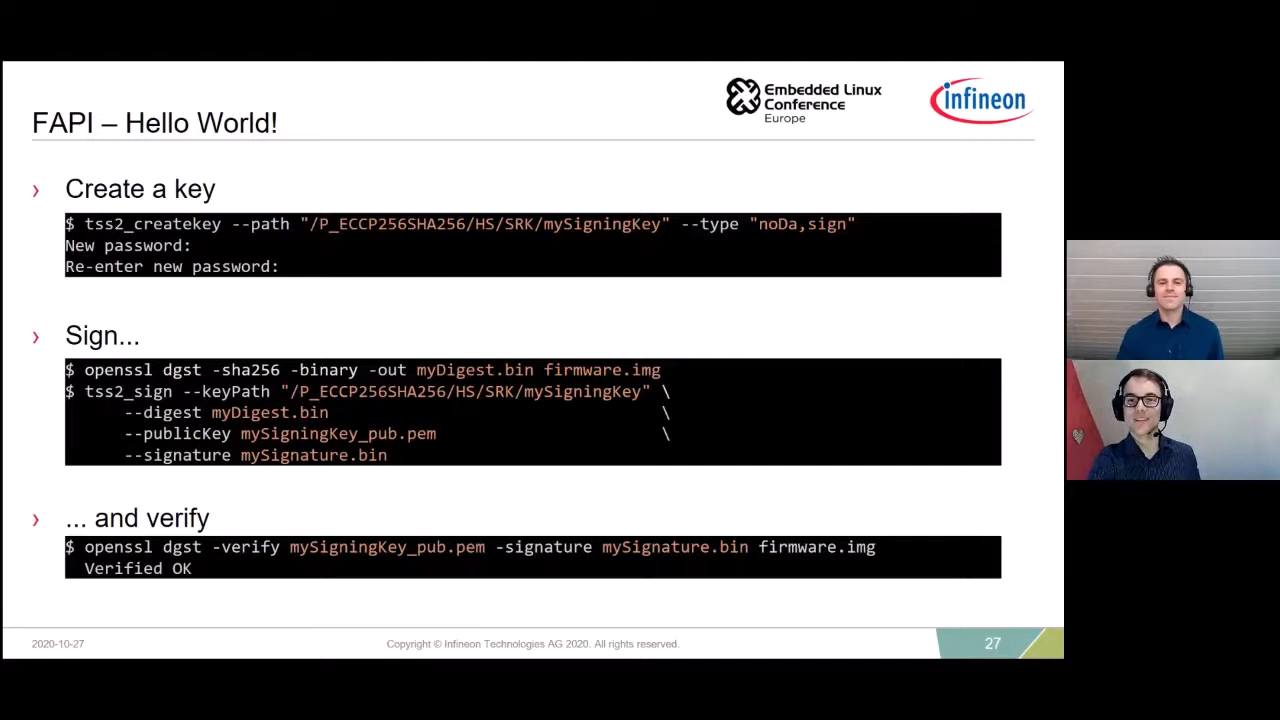 Embedded Linux
Conference
Europe
infineon
FAPI – Hello World!
› Create a key
$ tss2_createkey --path "/P_ECCP256SHA256/HS/SRK/mySigningKey" --type "noDa,sign"
New password:
Re-enter new password:
› Sign...
$ openssl dgst -sha256 -binary -out myDigest.bin firmware.img
$ tss2_sign --keyPath "/P_ECCP256SHA256/HS/SRK/mySigningKey" \
--digest myDigest.bin \
--publicKey mySigningKey_pub.pem \
--signature mySignature.bin
› ... and verify
$ openssl dgst -verify mySigningKey_pub.pem -signature mySignature.bin firmware.img
Verified OK
2020-10-27
Copyright © Infineon Technologies AG 2020. All rights reserved.
27